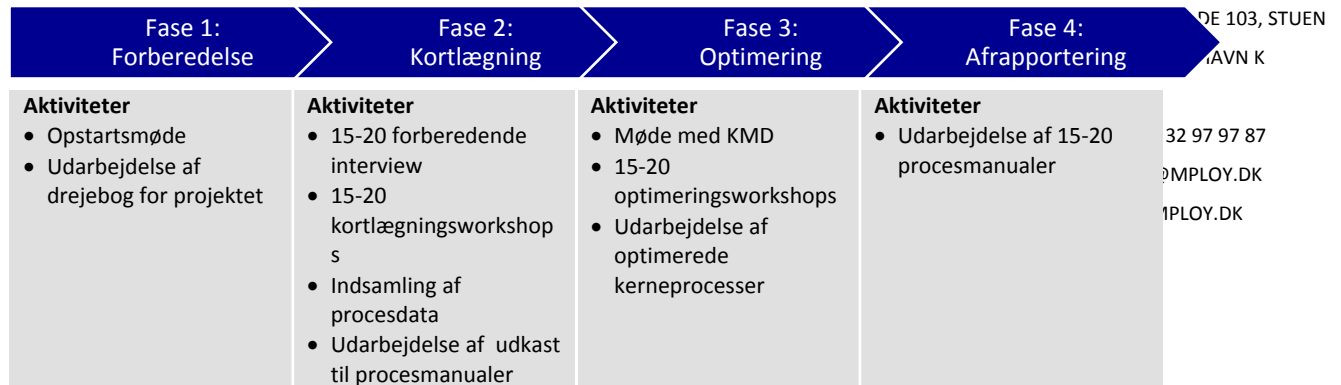 Fase 1:
Forberedelse
Fase 2:
Kortlægning
Fase 3:
Optimering
Fase 4:
Afrapportering
DE 103, STUEN
K
Aktiviteter
• Opstartsmøde
• Udarbejdelse af
drejebog for projektet
Aktiviteter
• 15-20 forberedende
interview
• 15-20
kortlægningsworkshop
s
• Indsamling af
procesdata
• Udarbejdelse af udkast
til procesmanualer
Aktiviteter
• Møde med KMD
• 15-20
optimeringsworkshops
• Udarbejdelse af
optimerede
kerneprocesser
Aktiviteter
• Udarbejdelse af 15-20
procesmanualer
32 97 97 87
@MPLOY.DK
MPLOY.DK